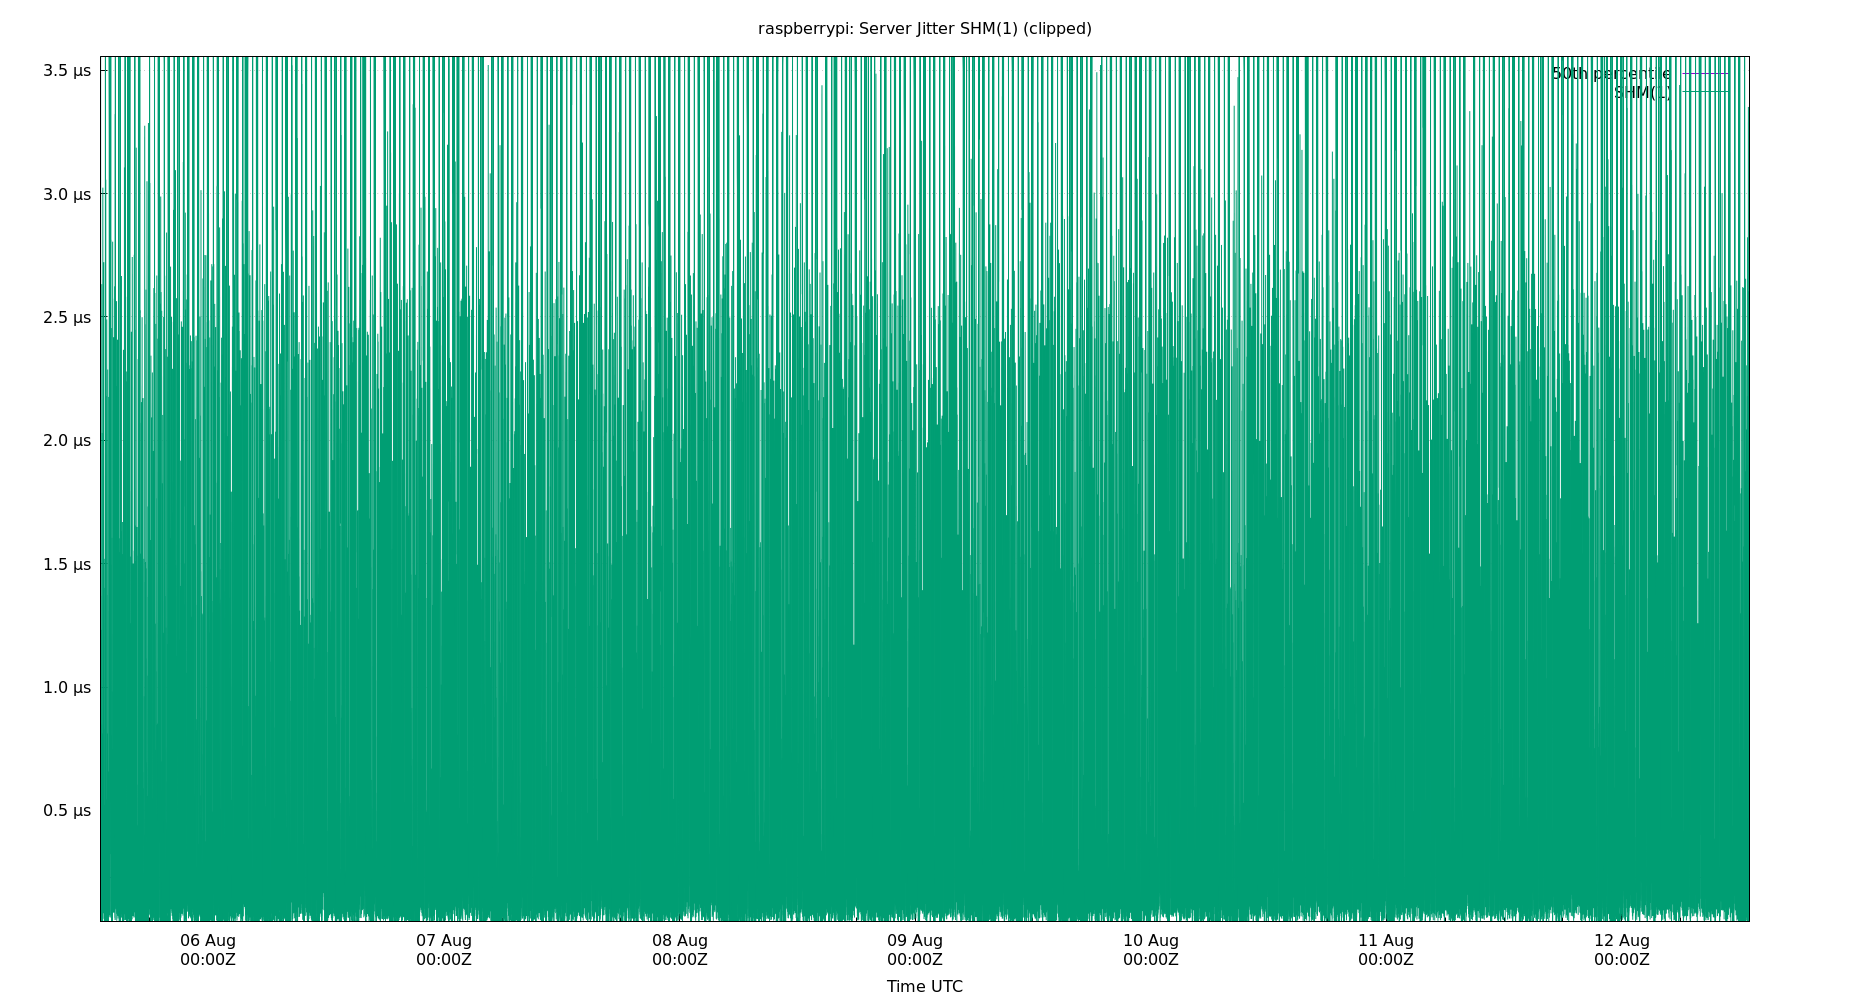 raspberrypi: Server Jitter SHM(1) (clipped)
50th percentile
SHM(1)
3.5 µs
3.0 µs
2.5 µs
2.0 µs
1.5 µs
1.0 µs
0.5 µs
06 Aug
00:00Z
07 Aug
00:00Z
08 Aug
00:00Z
09 Aug
00:00Z
10 Aug
00:00Z
11 Aug
00:00Z
12 Aug
00:00Z
Time UTC